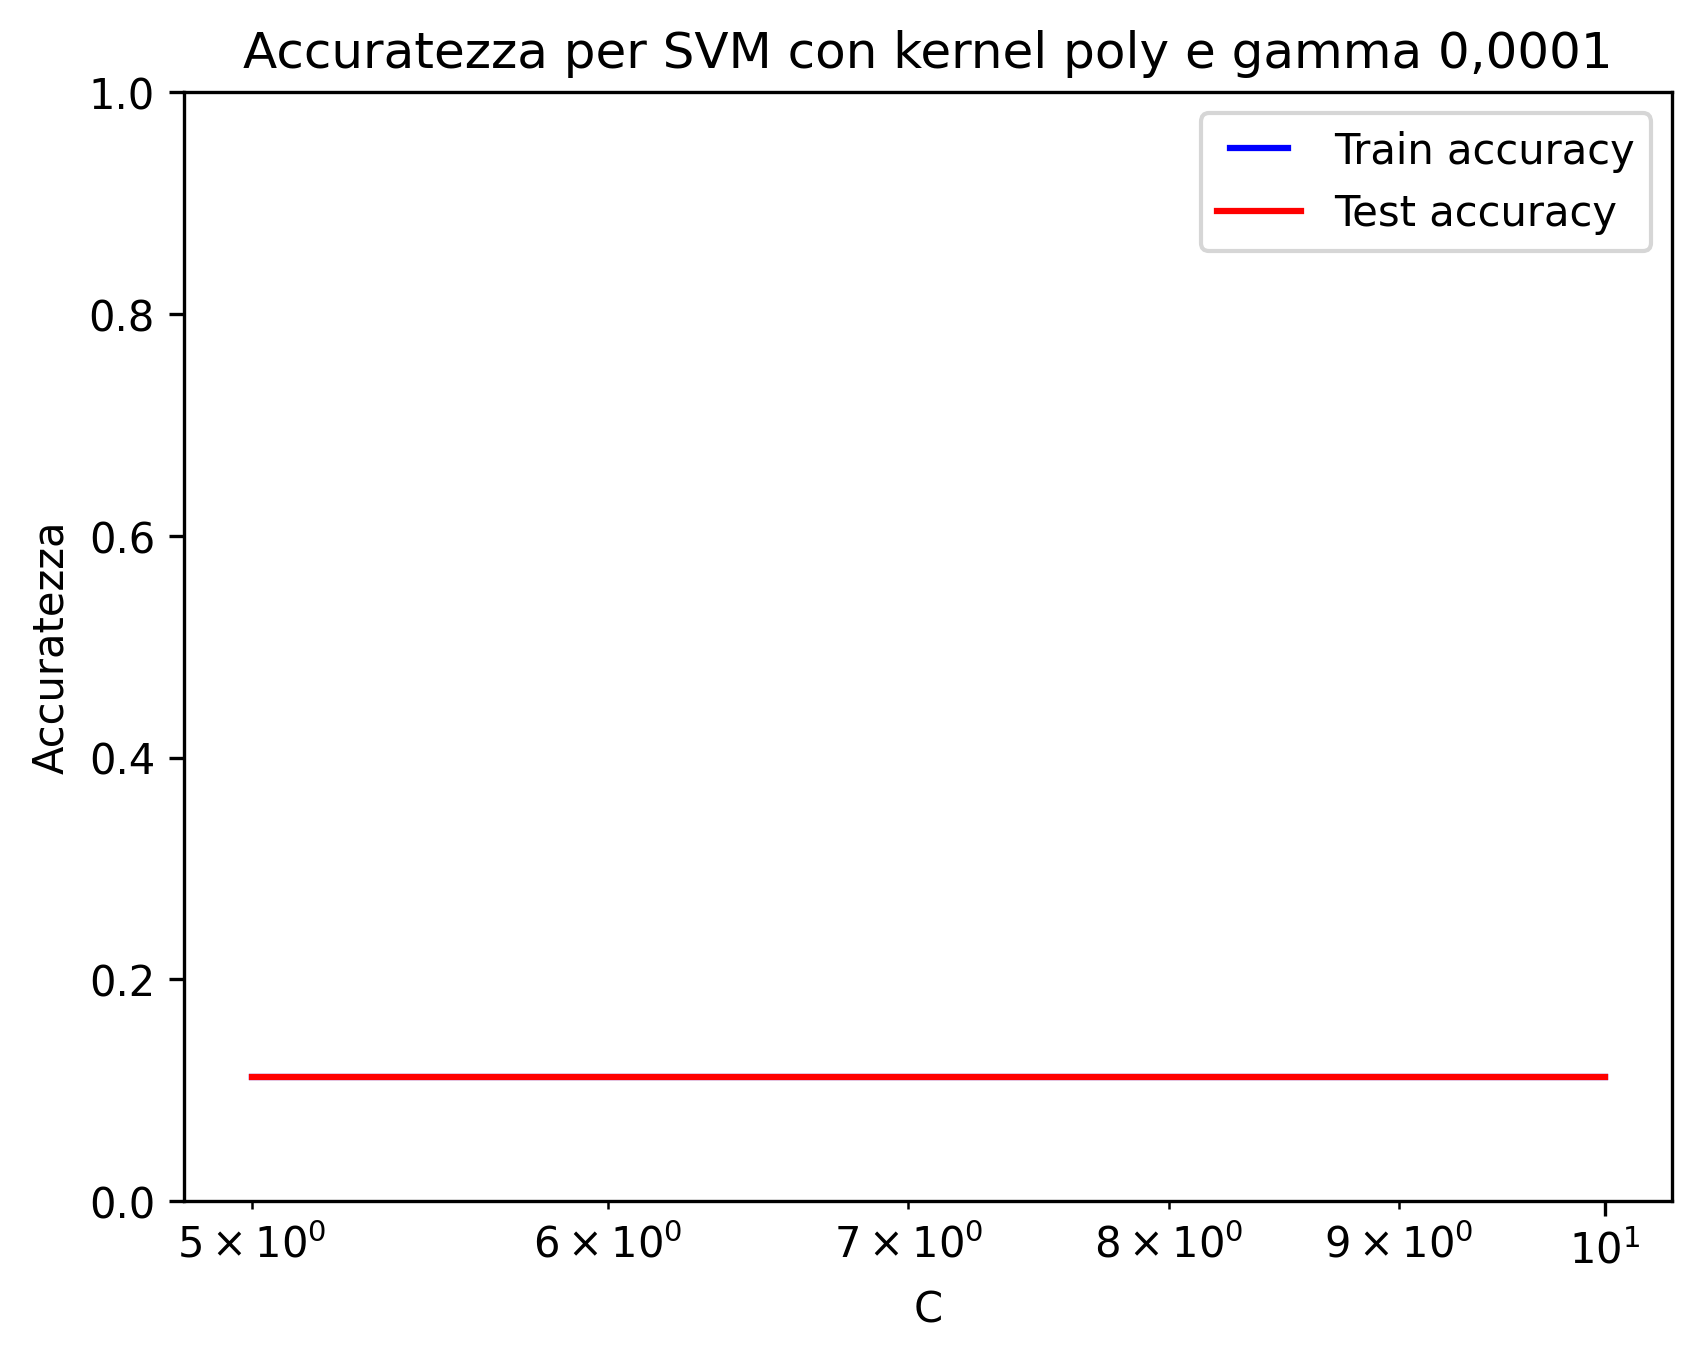 Accuratezza per SVM con kernel poly e gamma 0,0001
Train accuracy
Test accuracy
Accuratezza
1.0
0.8
0.6
0.4
0.2
0.0
5 × 10⁰ 6 × 10⁰ 7 × 10⁰ 8 × 10⁰ 9 × 10⁰ 10¹
C